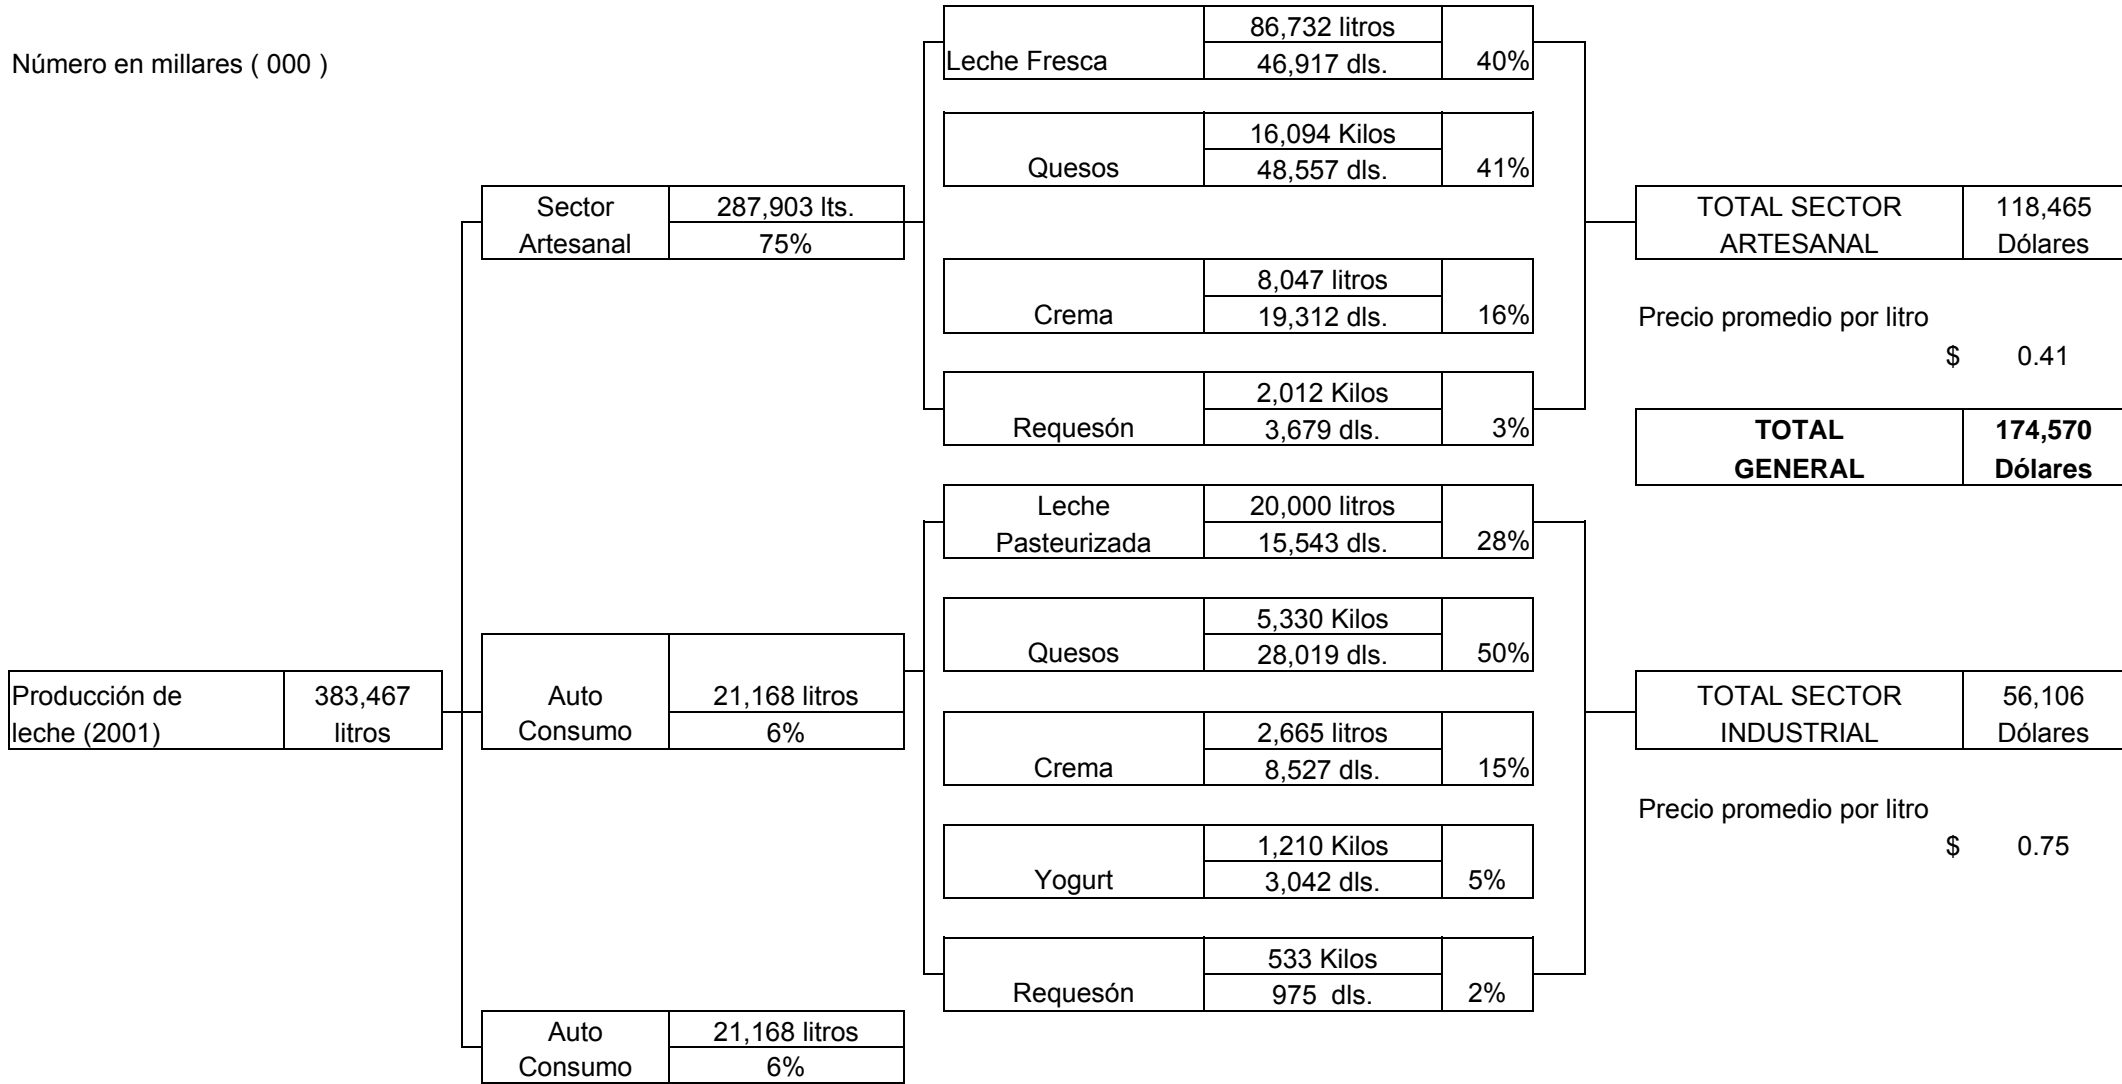 Número en millares ( 000 )
Producción de
leche (2001)
383,467
litros
Sector
Artesanal
287,903 lts.
75%
Auto
Consumo
21,168 litros
6%
Auto
Consumo
21,168 litros
6%
Leche Fresca
86,732 litros
46,917 dls.
40%
Quesos
16,094 Kilos
48,557 dls.
41%
Crema
8,047 litros
19,312 dls.
16%
Requesón
2,012 Kilos
3,679 dls.
3%
Leche
Pasteurizada
20,000 litros
15,543 dls.
28%
Quesos
5,330 Kilos
28,019 dls.
50%
Crema
2,665 litros
8,527 dls.
15%
Yogurt
1,210 Kilos
3,042 dls.
5%
Requesón
533 Kilos
975 dls.
2%
TOTAL SECTOR
ARTESANAL
118,465
Dólares
Precio promedio por litro
$ 0.41
TOTAL
GENERAL
174,570
Dólares
TOTAL SECTOR
INDUSTRIAL
56,106
Dólares
Precio promedio por litro
$ 0.75